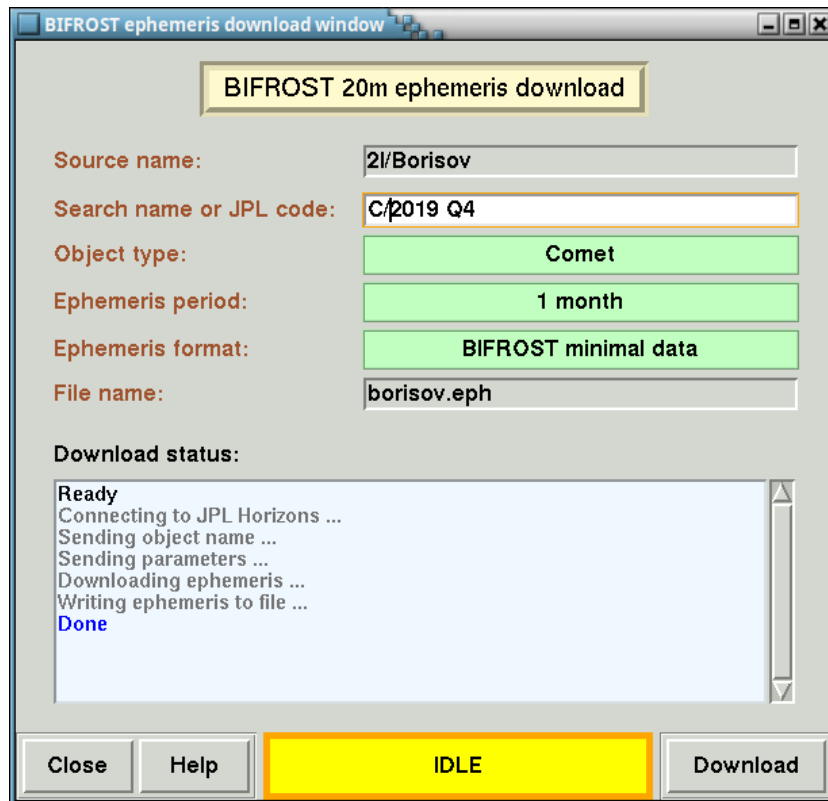 BIFROST ephemeris download window
BIFROST 20m ephemeris download
Source name: 2I/Borisov
Search name or JPL code: C/2019 Q4
Object type: Comet
Ephemeris period: 1 month
Ephemeris format: BIFROST minimal data
File name: borisov.eph
Download status:
Ready
Connecting to JPL Horizons ...
Sending object name ...
Sending parameters ...
Downloading ephemeris ...
Writing ephemeris to file ...
Done
Close Help IDLE Download